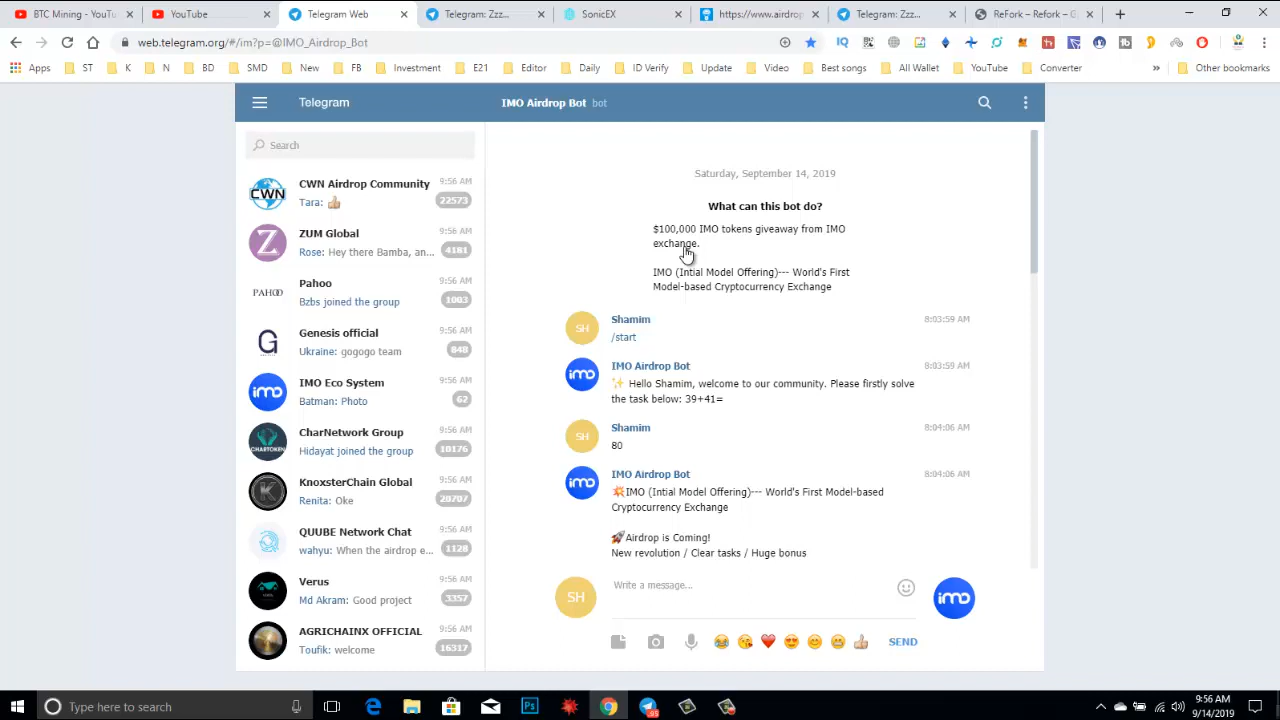 BTC Mining - YouTu
YouTube
Telegram Web
Telegram: Zzz...
SonicEX
https://www.airdrop
Telegram: Zzz...
ReFork – Refork – G
web.telegram.org/#/im?p=@IMO_Airdrop_Bot
Apps ST K N BD SMD New FB Investment E21 Editor Daily ID Verify Update Video Best songs All Wallet YouTube Converter » Other bookmarks
Telegram
IMO Airdrop Bot bot
Search
CWN Airdrop Community 9:56 AM
Tara: 👍 22573
ZUM Global 9:56 AM
Rose: Hey there Bamba, an... 4181
Pahoo 9:56 AM
Bzbs joined the group 1003
Genesis official 9:56 AM
Ukraine: gogogo team 848
IMO Eco System 9:56 AM
Batman: Photo 62
CharNetwork Group 9:56 AM
Hidayat joined the group 10176
KnoxsterChain Global 9:56 AM
Renita: Oke 20707
QUUBE Network Chat 9:56 AM
wahyu: When the airdrop e... 1128
Verus 9:56 AM
Md Akram: Good project 3357
AGRICHAINX OFFICIAL 9:56 AM
Toufik: welcome 16317
CWN
Z
PAHOO
G
imo
CHARTOKEN
K
Saturday, September 14, 2019
What can this bot do?
$100,000 IMO tokens giveaway from IMO
exchange.
IMO (Intial Model Offering)--- World's First
Model-based Cryptocurrency Exchange
SH
Shamim 8:03:59 AM
/start
imo
IMO Airdrop Bot 8:03:59 AM
✨ Hello Shamim, welcome to our community. Please firstly solve
the task below: 39+41=
SH
Shamim 8:04:06 AM
80
imo
IMO Airdrop Bot 8:04:06 AM
💥IMO (Intial Model Offering)--- World's First Model-based
Cryptocurrency Exchange
🚀Airdrop is Coming!
New revolution / Clear tasks / Huge bonus
SH
Write a message...
imo
SEND
Type here to search
9:56 AM
9/14/2019